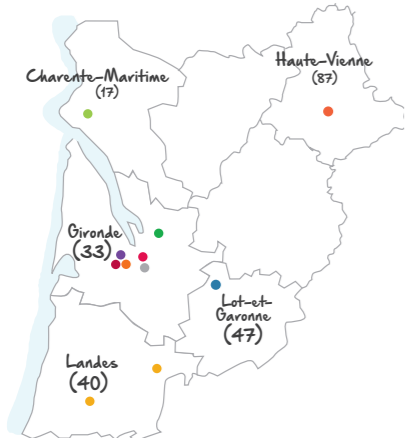 Charente-Maritime
(17)
Haute-Vienne
(87)
Gironde
(33)
Lot-et-
Garonne
(47)
Landes
(40)